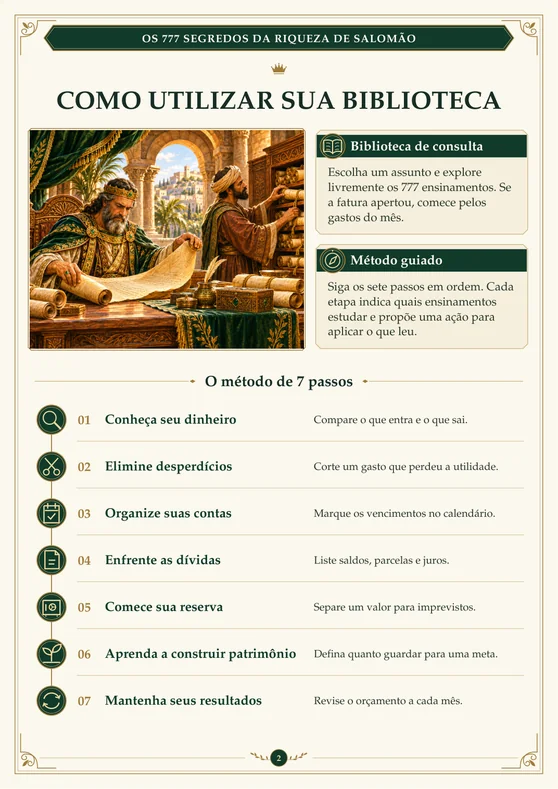 OS 777 SEGREDOS DA RIQUEZA DE SALOMÃO
COMO UTILIZAR SUA BIBLIOTECA
Biblioteca de consulta
Escolha um assunto e explore
livremente os 777 ensinamentos. Se
a fatura apertou, comece pelos
gastos do mês.
Método guiado
Siga os sete passos em ordem. Cada
etapa indica quais ensinamentos
estudar e propõe uma ação para
aplicar o que leu.
O método de 7 passos
01 Conheça seu dinheiro Compare o que entra e o que sai.
02 Elimine desperdícios Corte um gasto que perdeu a utilidade.
03 Organize suas contas Marque os vencimentos no calendário.
04 Enfrente as dívidas Liste saldos, parcelas e juros.
05 Comece sua reserva Separe um valor para imprevistos.
06 Aprenda a construir patrimônio Defina quanto guardar para uma meta.
07 Mantenha seus resultados Revise o orçamento a cada mês.
2